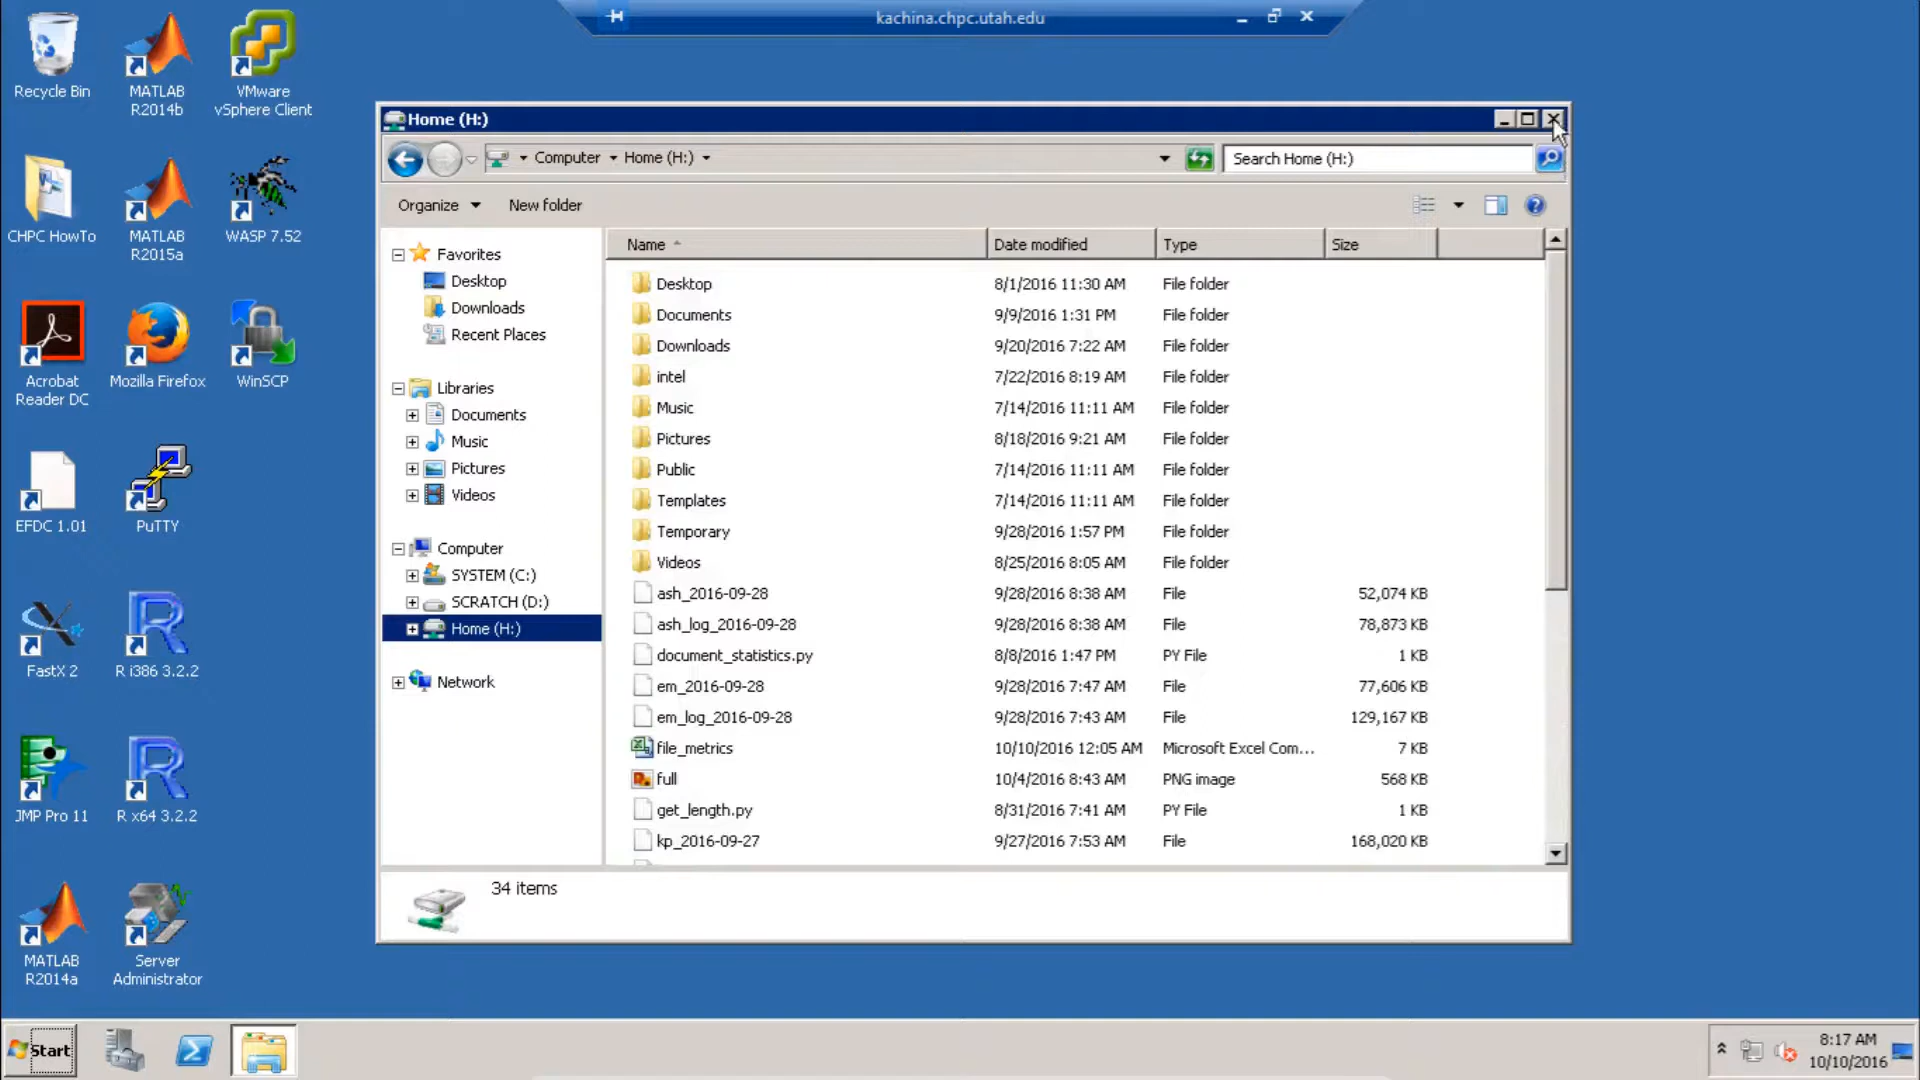 kachina.chpc.utah.edu
Recycle Bin
MATLAB
R2014b
VMware
vSphere Client
CHPC HowTo
MATLAB
R2015a
WASP 7.52
Acrobat
Reader DC
Mozilla Firefox
WinSCP
EFDC 1.01
PuTTY
FastX 2
R i386 3.2.2
JMP Pro 11
R x64 3.2.2
MATLAB
R2014a
Server
Administrator
Home (H:)
Computer Home (H:)
Search Home (H:)
Organize New folder
Favorites
Desktop
Downloads
Recent Places
Libraries
Documents
Music
Pictures
Videos
Computer
SYSTEM (C:)
SCRATCH (D:)
Home (H:)
Network
Name Date modified Type Size
Desktop 8/1/2016 11:30 AM File folder
Documents 9/9/2016 1:31 PM File folder
Downloads 9/20/2016 7:22 AM File folder
intel 7/22/2016 8:19 AM File folder
Music 7/14/2016 11:11 AM File folder
Pictures 8/18/2016 9:21 AM File folder
Public 7/14/2016 11:11 AM File folder
Templates 7/14/2016 11:11 AM File folder
Temporary 9/28/2016 1:57 PM File folder
Videos 8/25/2016 8:05 AM File folder
ash_2016-09-28 9/28/2016 8:38 AM File 52,074 KB
ash_log_2016-09-28 9/28/2016 8:38 AM File 78,873 KB
document_statistics.py 8/8/2016 1:47 PM PY File 1 KB
em_2016-09-28 9/28/2016 7:47 AM File 77,606 KB
em_log_2016-09-28 9/28/2016 7:43 AM File 129,167 KB
file_metrics 10/10/2016 12:05 AM Microsoft Excel Com... 7 KB
full 10/4/2016 8:43 AM PNG image 568 KB
get_length.py 8/31/2016 7:41 AM PY File 1 KB
kp_2016-09-27 9/27/2016 7:53 AM File 168,020 KB
34 items
Start
8:17 AM
10/10/2016